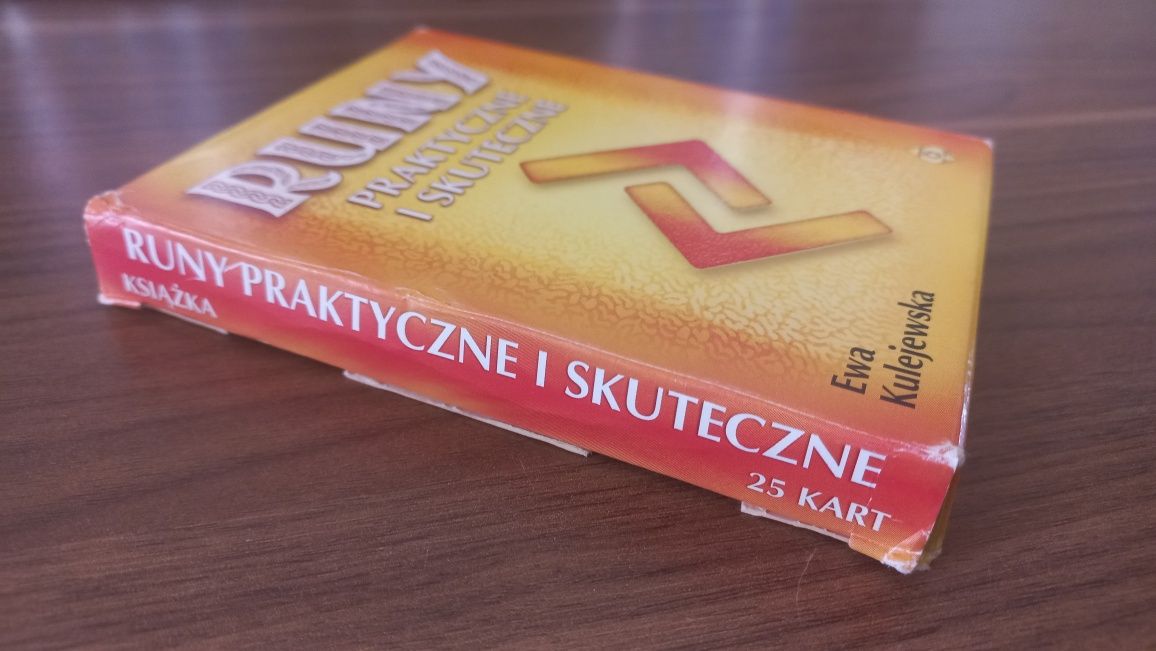 RUNY
PRAKTYCZNE
I SKUTECZNE
Ewa
Kulejewska
RUNY PRAKTYCZNE I SKUTECZNE
KSIĄŻKA
25 KART